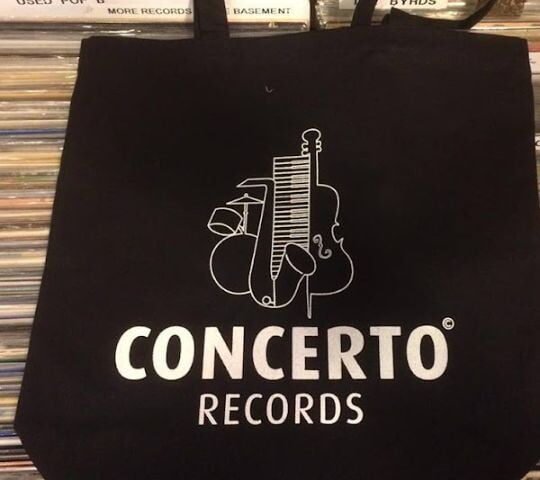 USED POP B
MORE RECORDS
BASEMENT
BYRDS
CONCERTO©
RECORDS